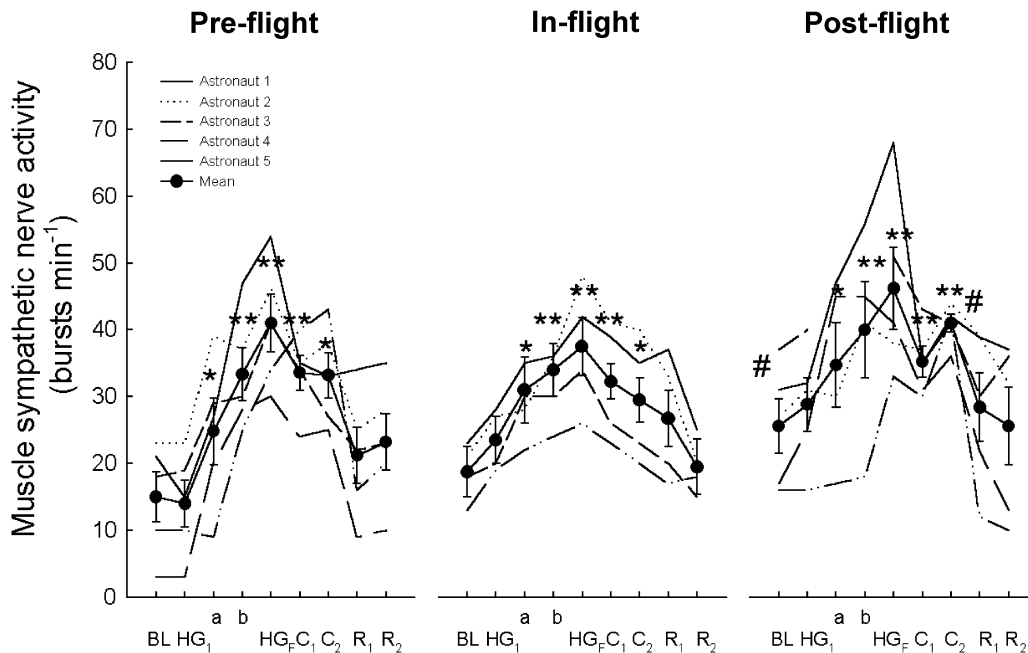 Pre-flight In-flight Post-flight
Muscle sympathetic nerve activity
(bursts min⁻¹)
80
70
60
50
40
30
20
10
0
Astronaut 1
Astronaut 2
Astronaut 3
Astronaut 4
Astronaut 5
Mean
* ** ** ** *
* ** ** ** *
# * ** ** ** ** #
a b a b a b
BL HG₁ HG_F C₁ C₂ R₁ R₂ BL HG₁ HG_F C₁ C₂ R₁ R₂ BL HG₁ HG_F C₁ C₂ R₁ R₂